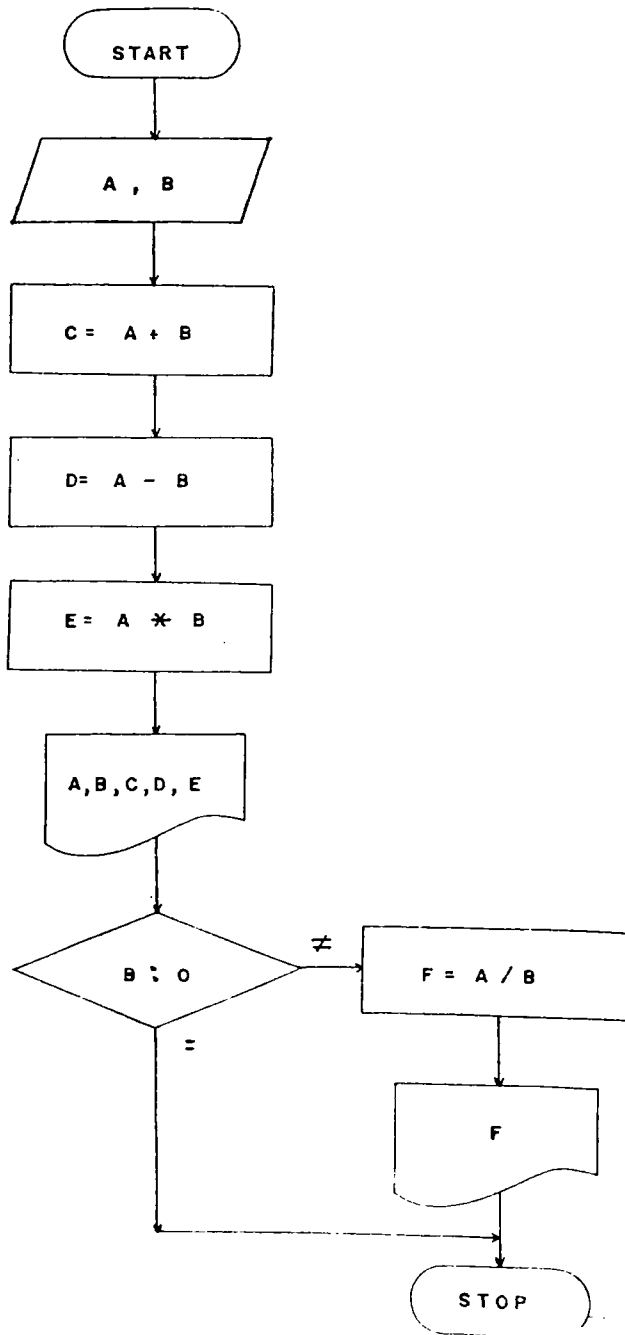 START
A , B
C = A + B
D = A - B
E = A * B
A, B, C, D, E
B : 0
≠
F = A / B
=
F
STOP